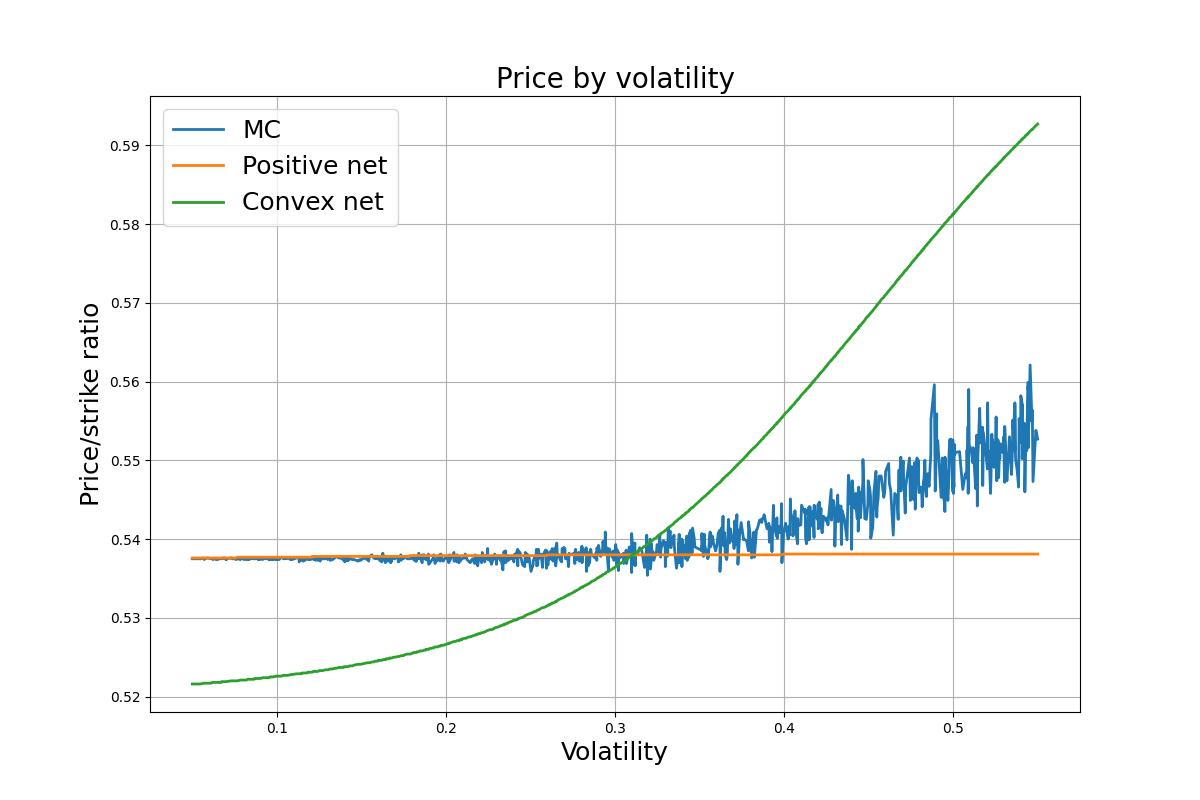 Price by volatility
MC
Positive net
Convex net
0.59
0.58
0.57
0.56
0.55
0.54
0.53
0.52
Price/strike ratio
0.1 0.2 0.3 0.4 0.5
Volatility